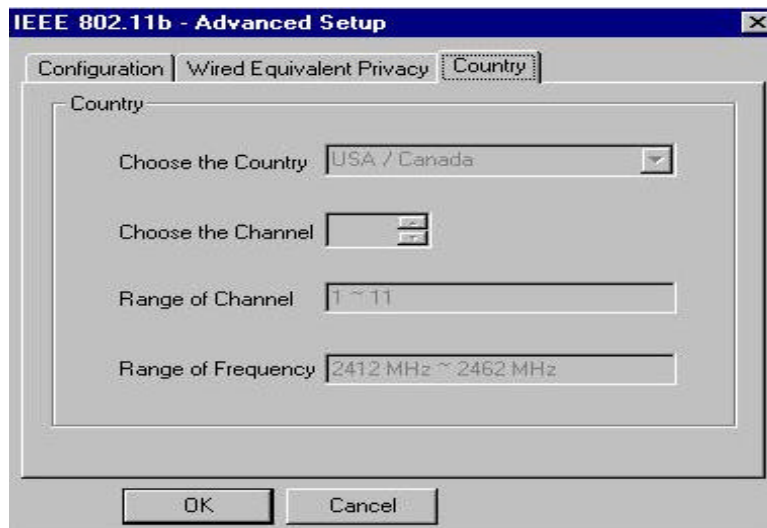 IEEE 802.11b - Advanced Setup
Configuration Wired Equivalent Privacy Country
Country
Choose the Country USA / Canada
Choose the Channel
Range of Channel 1 ~ 11
Range of Frequency 2412 MHz ~ 2462 MHz
OK Cancel